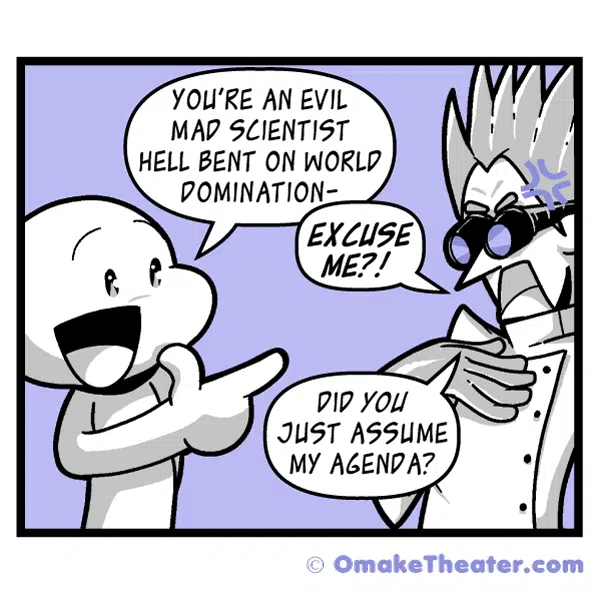 YOU'RE AN EVIL
MAD SCIENTIST
HELL BENT ON WORLD
DOMINATION-
EXCUSE
ME?!
DID YOU
JUST ASSUME
MY AGENDA?
© OmakeTheater.com